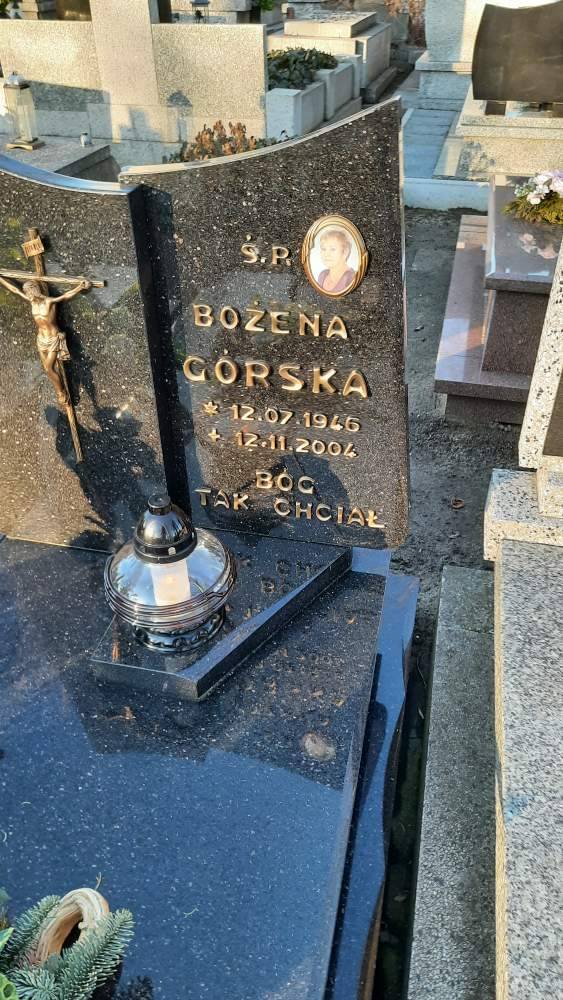 Ś.P.
BOŻENA
GÓRSKA
* 12.07.1946
+ 12.11.2004
BÓG
TAK CHCIAŁ